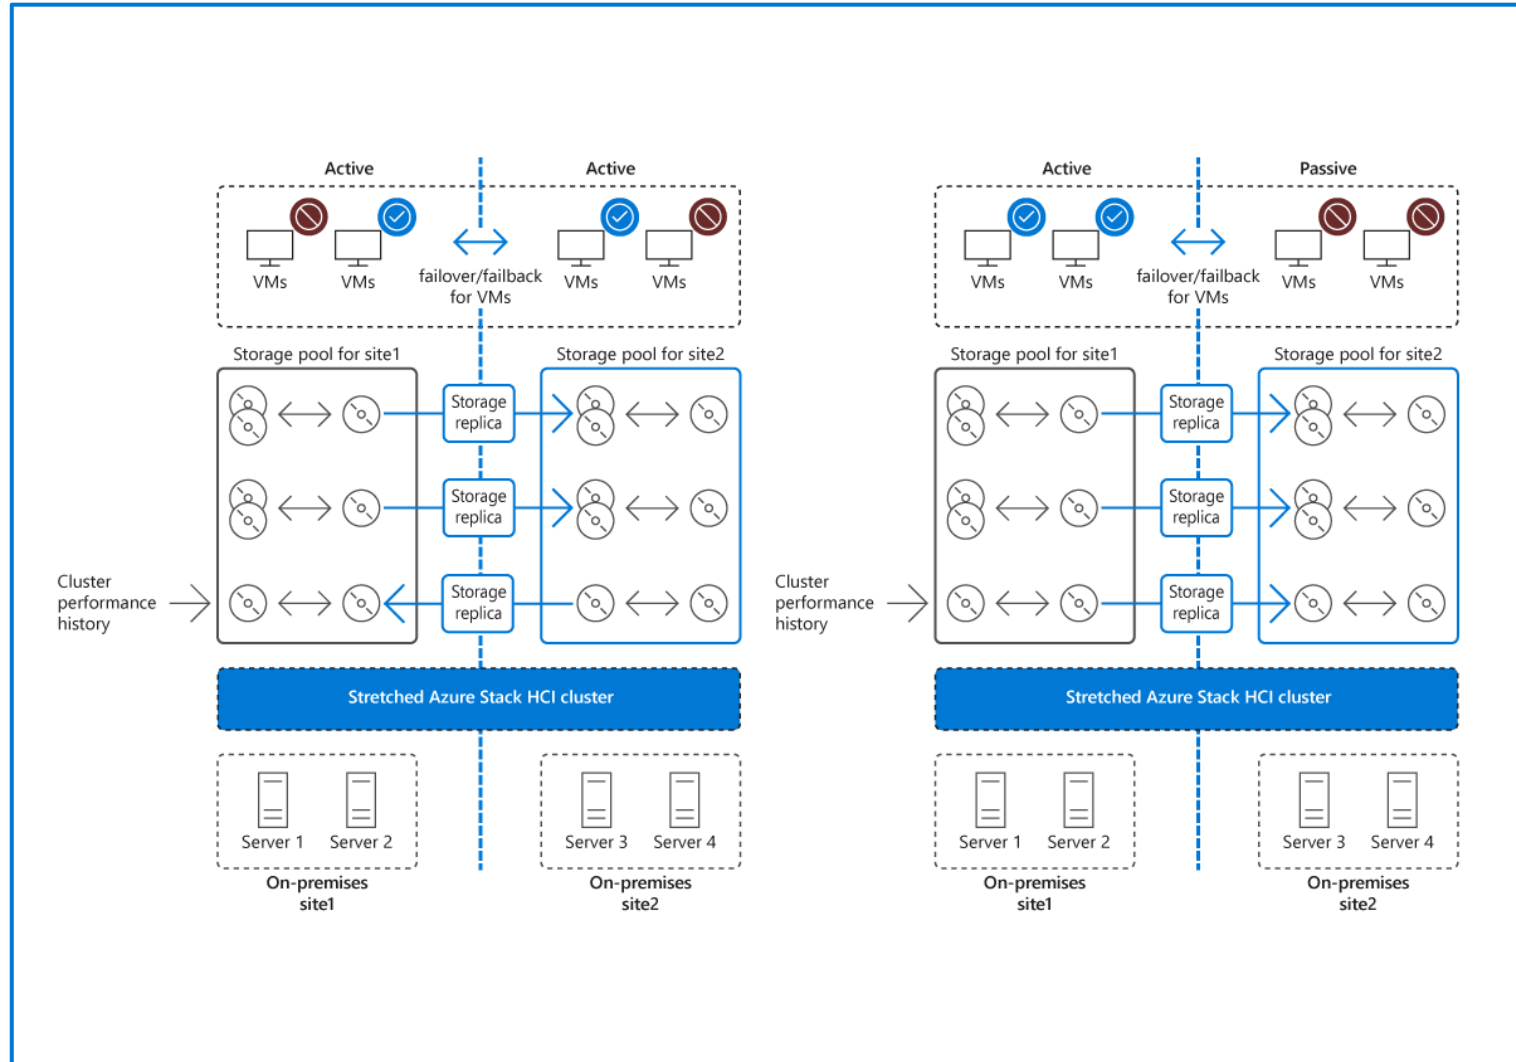 Active
Active
VMs
VMs
failover/failback
for VMs
VMs
VMs
Storage pool for site1
Storage pool for site2
Storage
replica
Storage
replica
Cluster
performance
history
Storage
replica
Stretched Azure Stack HCI cluster
Server 1
Server 2
Server 3
Server 4
On-premises
site1
On-premises
site2
Active
Passive
VMs
VMs
failover/failback
for VMs
VMs
VMs
Storage pool for site1
Storage pool for site2
Storage
replica
Storage
replica
Cluster
performance
history
Storage
replica
Stretched Azure Stack HCI cluster
Server 1
Server 2
Server 3
Server 4
On-premises
site1
On-premises
site2